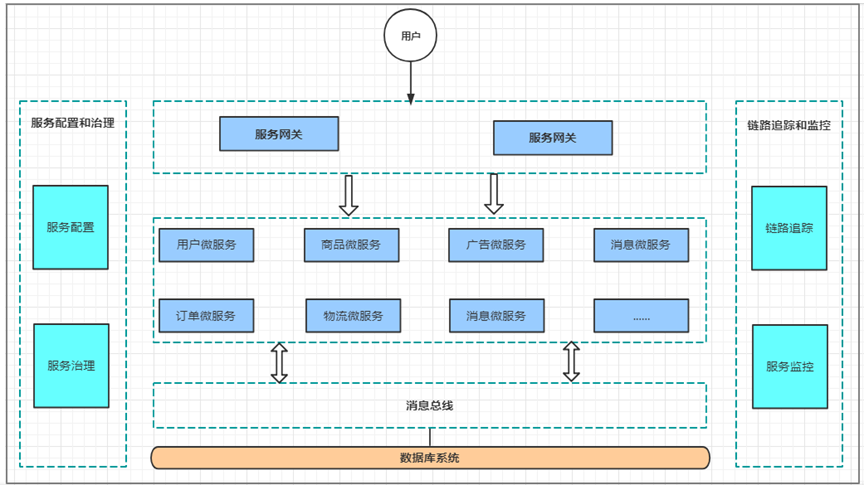 用户
服务配置和治理
服务网关
服务网关
链路追踪和监控
服务配置
用户微服务
商品微服务
广告微服务
消息微服务
链路追踪
订单微服务
物流微服务
消息微服务
......
服务治理
服务监控
消息总线
数据库系统